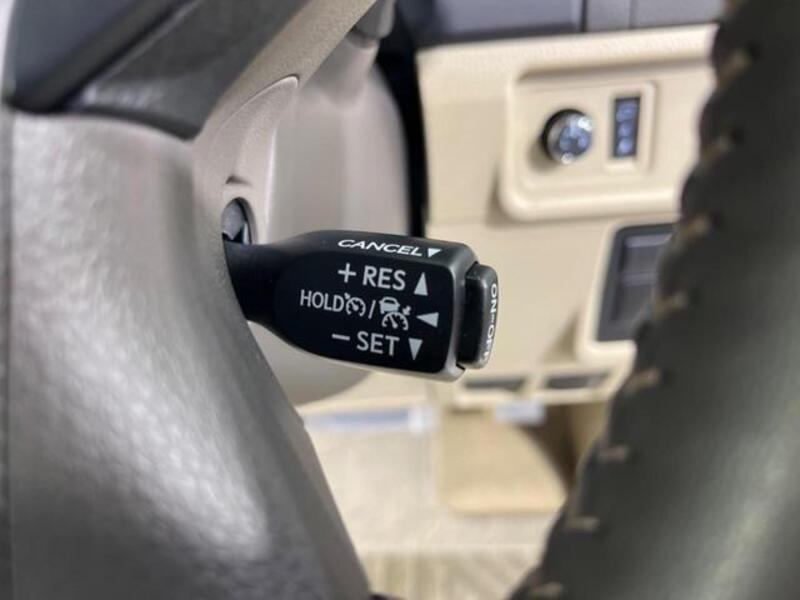 CANCEL▼
+RES▲
HOLD / ◀
−SET▼
ON-OFF